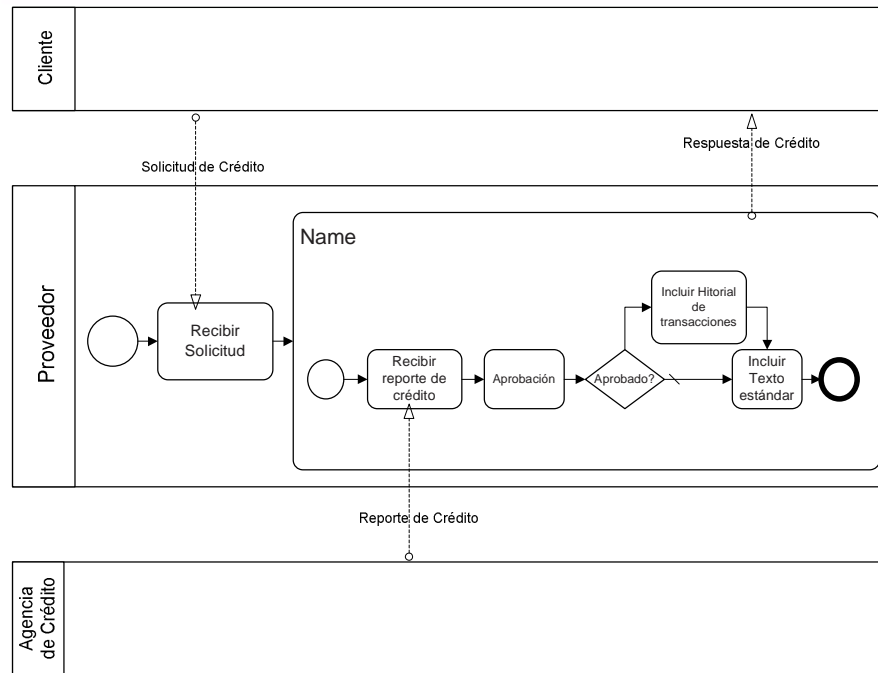 Cliente
Respuesta de Crédito
Solicitud de Crédito
Proveedor
Name
Recibir
Solicitud
Recibir
reporte de
crédito
Aprobación
Aprobado?
Incluir Hitorial
de
transacciones
Incluir
Texto
estándar
Reporte de Crédito
Agencia
de Crédito